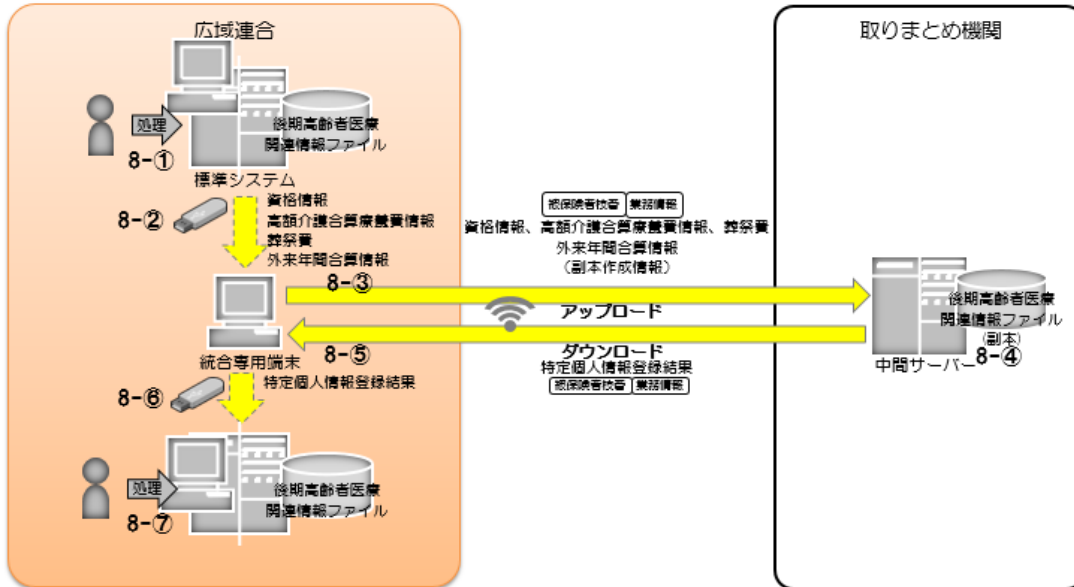 広域連合
取りまとめ機関
処理
8-①
後期高齢者医療
関連情報ファイル
標準システム
8-②
資格情報
高額介護合算療養費情報
葬祭費
外来年間合算情報
被保険者枝番 業務情報
資格情報、高額介護合算療養費情報、葬祭費
外来年間合算情報
（副本作成情報）
8-③
アップロード
後期高齢者医療
関連情報ファイル
(副本)
8-④
中間サーバー
統合専用端末
8-⑤
ダウンロード
特定個人情報登録結果
被保険者枝番 業務情報
8-⑥
特定個人情報登録結果
処理
8-⑦
後期高齢者医療
関連情報ファイル